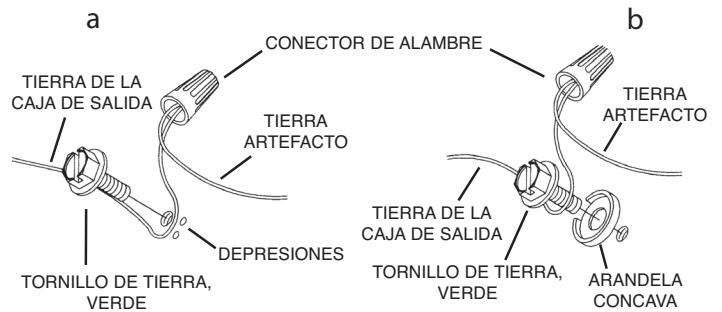 a
b
CONECTOR DE ALAMBRE
TIERRA DE LA
CAJA DE SALIDA
TIERRA
ARTEFACTO
DEPRESIONES
TORNILLO DE TIERRA,
VERDE
TIERRA
ARTEFACTO
TIERRA DE LA
CAJA DE SALIDA
TORNILLO DE TIERRA,
VERDE
ARANDELA
CONCAVA